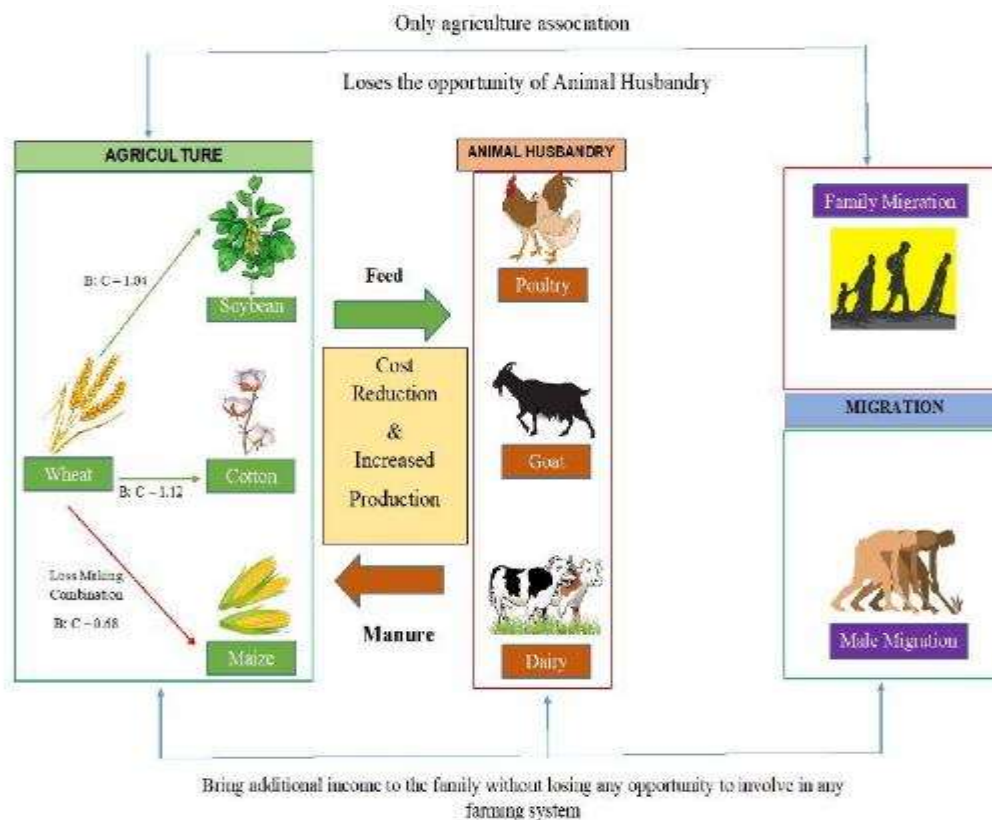 Only agriculture association
Loses the opportunity of Animal Husbandry
AGRICULTURE
ANIMAL HUSBANDRY
Family Migration
B: C – 1.04
Soybean
Feed
Poultry
Cost
Reduction
&
Increased
Production
MIGRATION
Wheat
B: C – 1.12
Cotton
Goat
Loss Making
Combination
B: C – 0.68
Maize
Manure
Dairy
Male Migration
Bring additional income to the family without losing any opportunity to involve in any
farming system